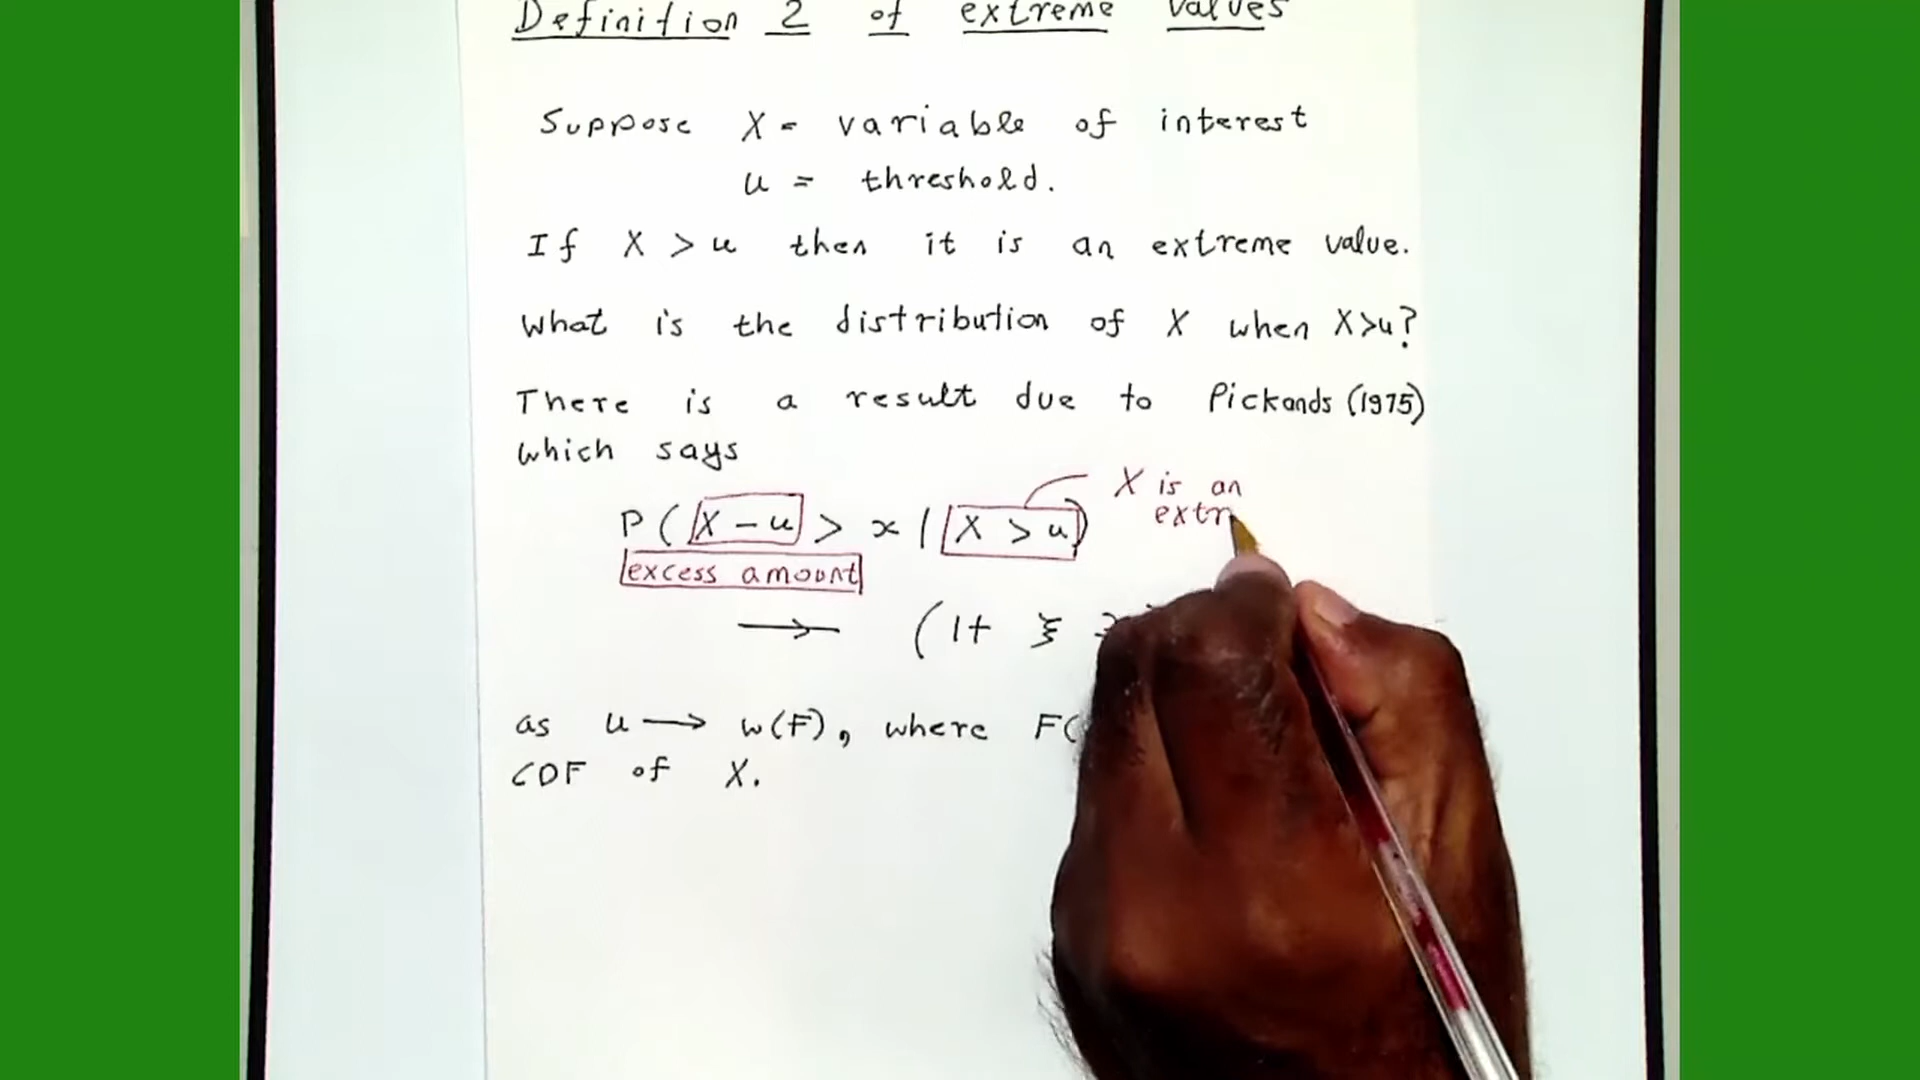 Definition 2 of extreme values
Suppose X = variable of interest
u = threshold.
If X > u then it is an extreme value.
What is the distribution of X when X>u?
There is a result due to Pickands (1975)
which says
X is an
extr
P(X - u > x | X > u)
excess amount
→ (1+ ξ
as u → w(F), where F(
CDF of X.